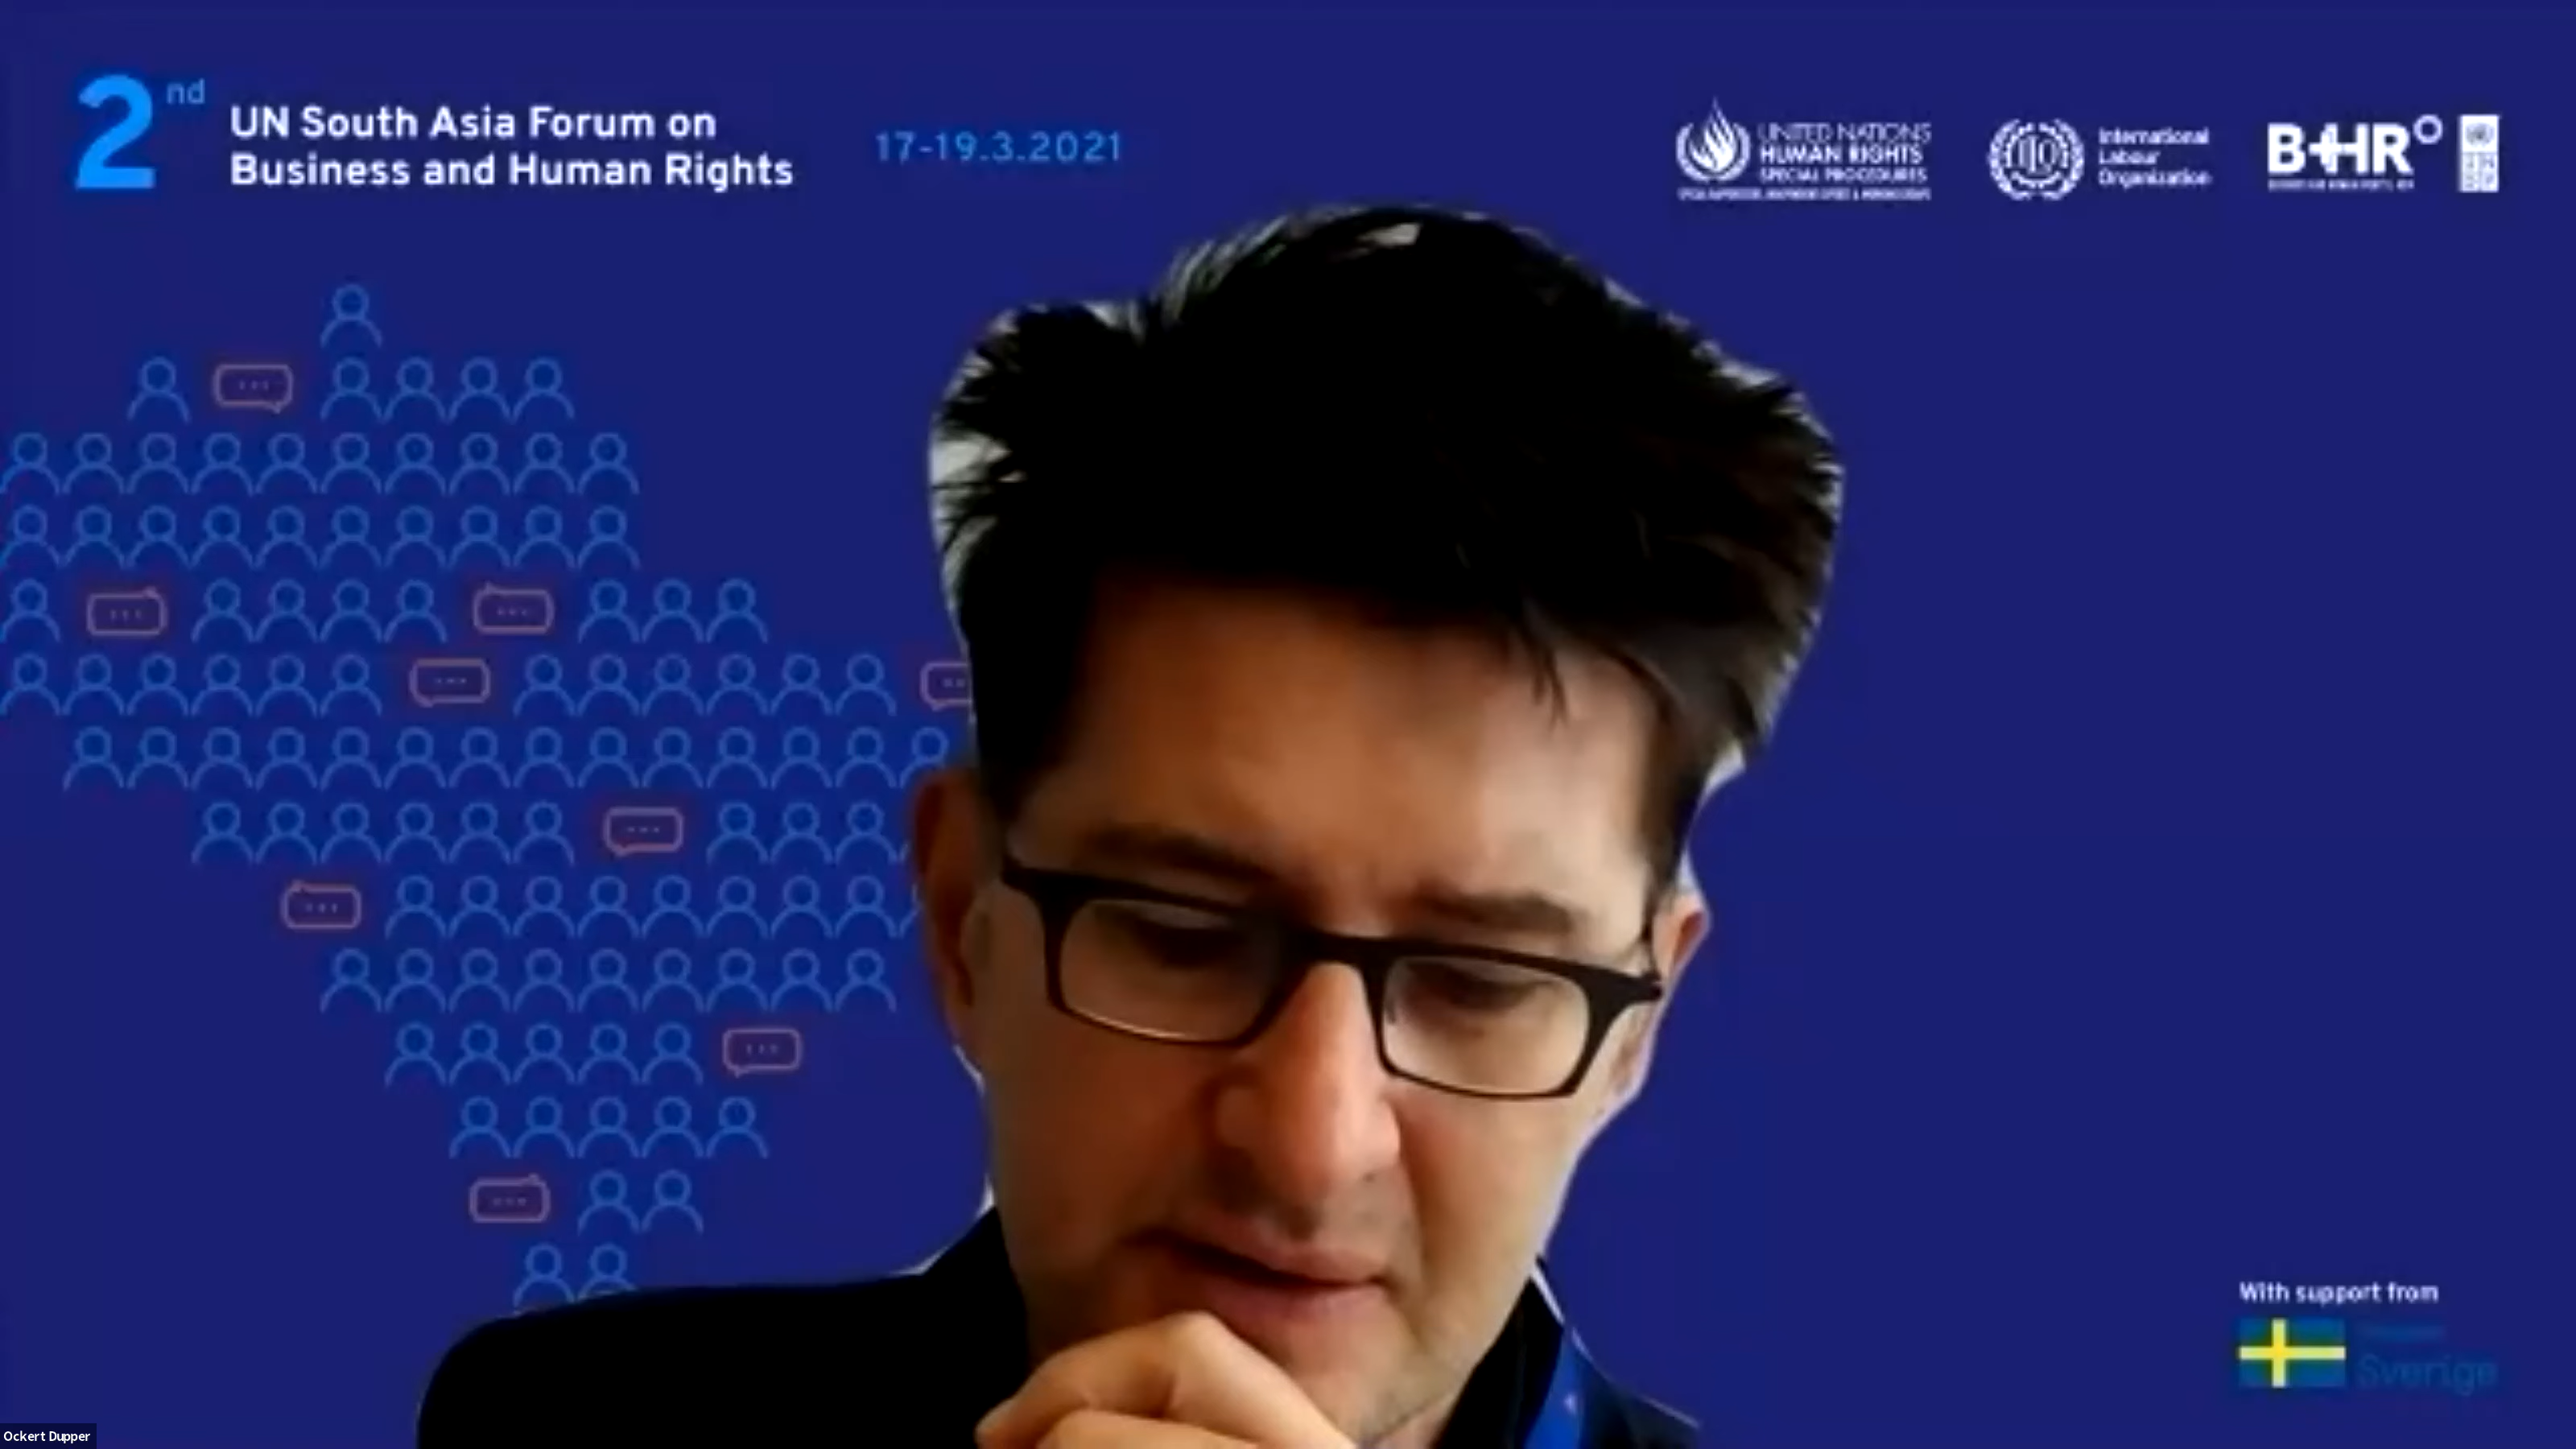 2nd
UN South Asia Forum on
Business and Human Rights
17-19.3.2021
UNITED NATIONS
HUMAN RIGHTS
SPECIAL PROCEDURES
International
Labour
Organization
B+HR
With support from
Sverige
Ockert Dupper